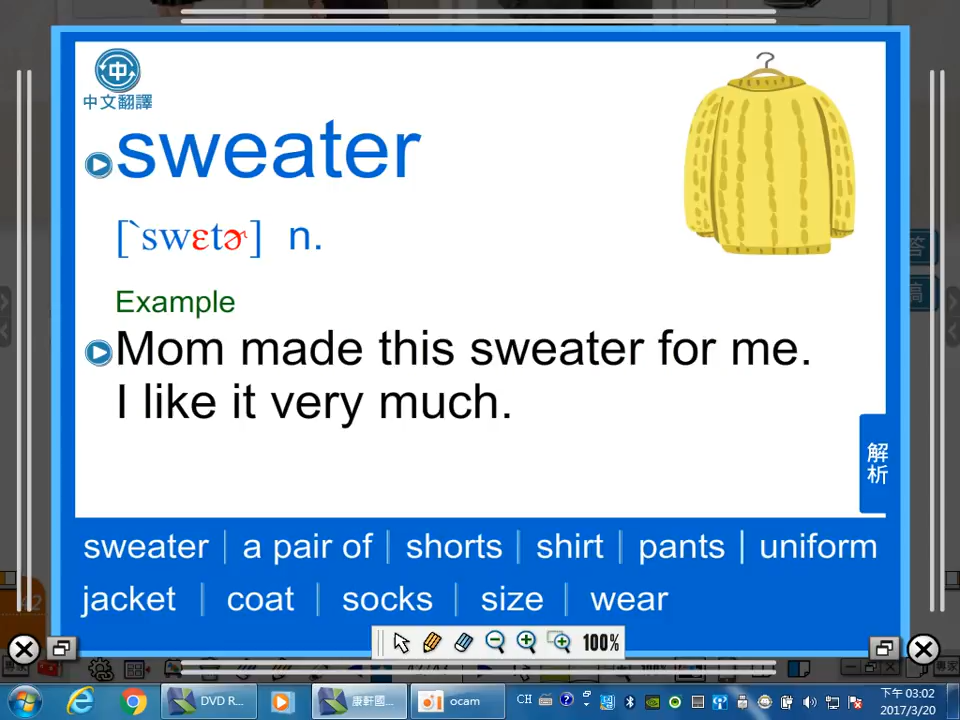 中文翻譯
sweater
[`swɛtɚ] n.
Example
Mom made this sweater for me.
I like it very much.
解析
sweater | a pair of | shorts | shirt | pants | uniform
jacket | coat | socks | size | wear
100%
DVD R...
康軒國...
ocam
CH
下午 03:02
2017/3/20